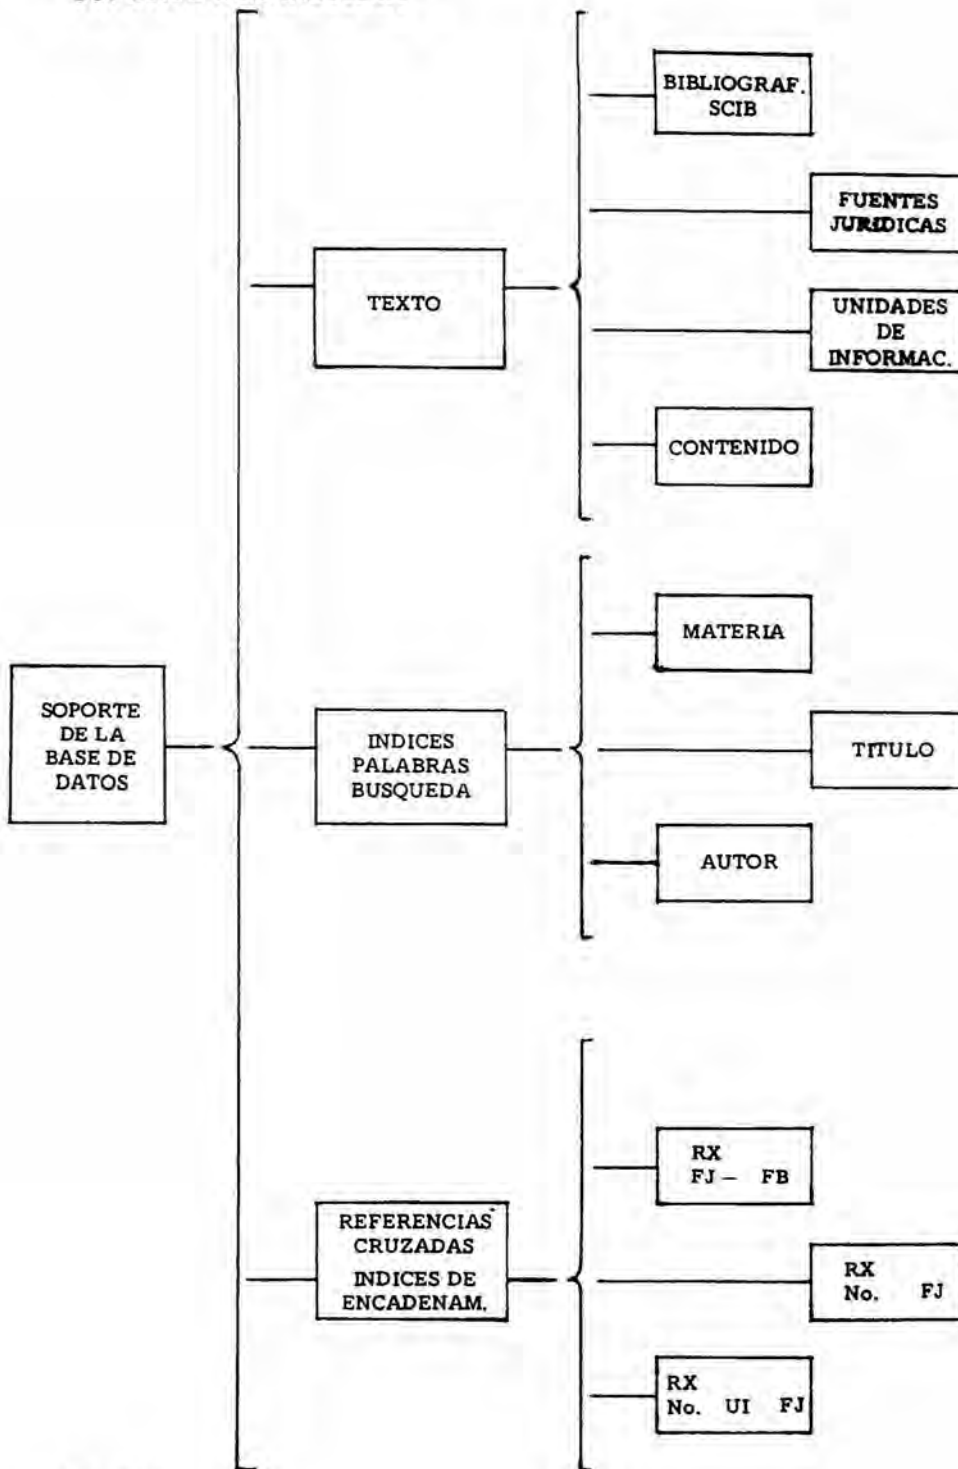 BIBLIOGRAF.
SCIB
FUENTES
JURIDICAS
TEXTO
UNIDADES
DE
INFORMAC.
CONTENIDO
MATERIA
SOPORTE
DE LA
BASE DE
DATOS
INDICES
PALABRAS
BUSQUEDA
TITULO
AUTOR
RX
FJ – FB
REFERENCIAS
CRUZADAS
INDICES DE
ENCADENAM.
RX
No. FJ
RX
No. UI FJ